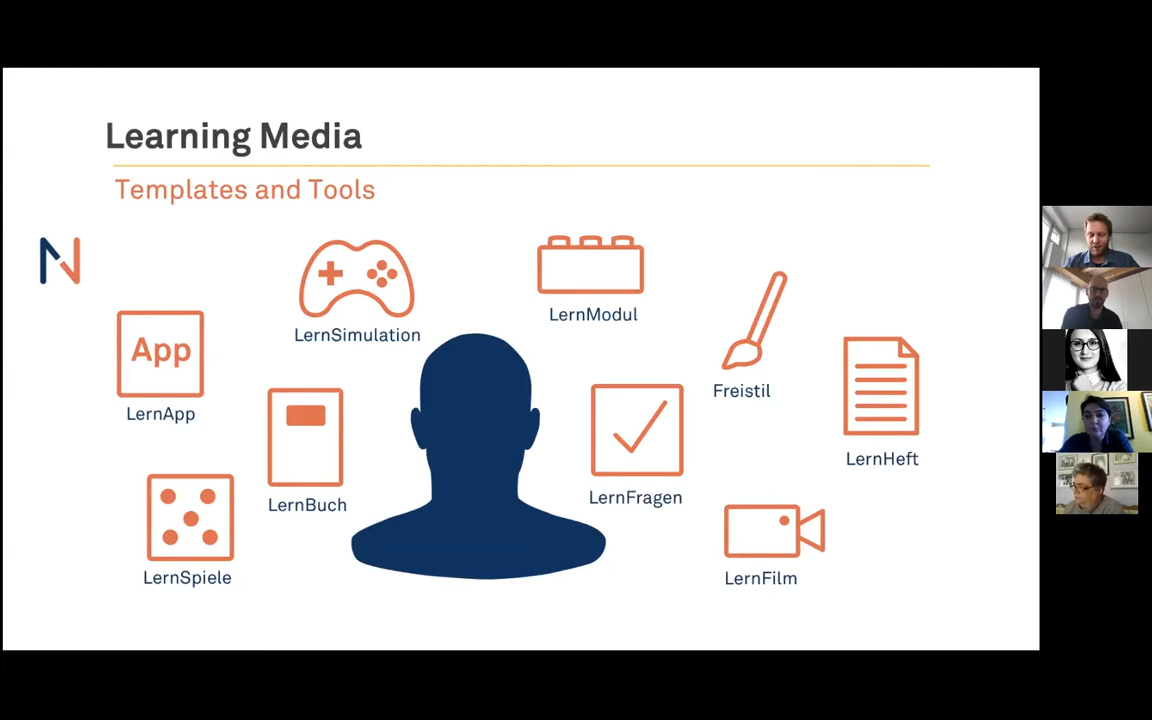 Learning Media
Templates and Tools
N
LernSimulation
LernModul
App
LernApp
Freistil
LernBuch
LernFragen
LernHeft
LernSpiele
LernFilm